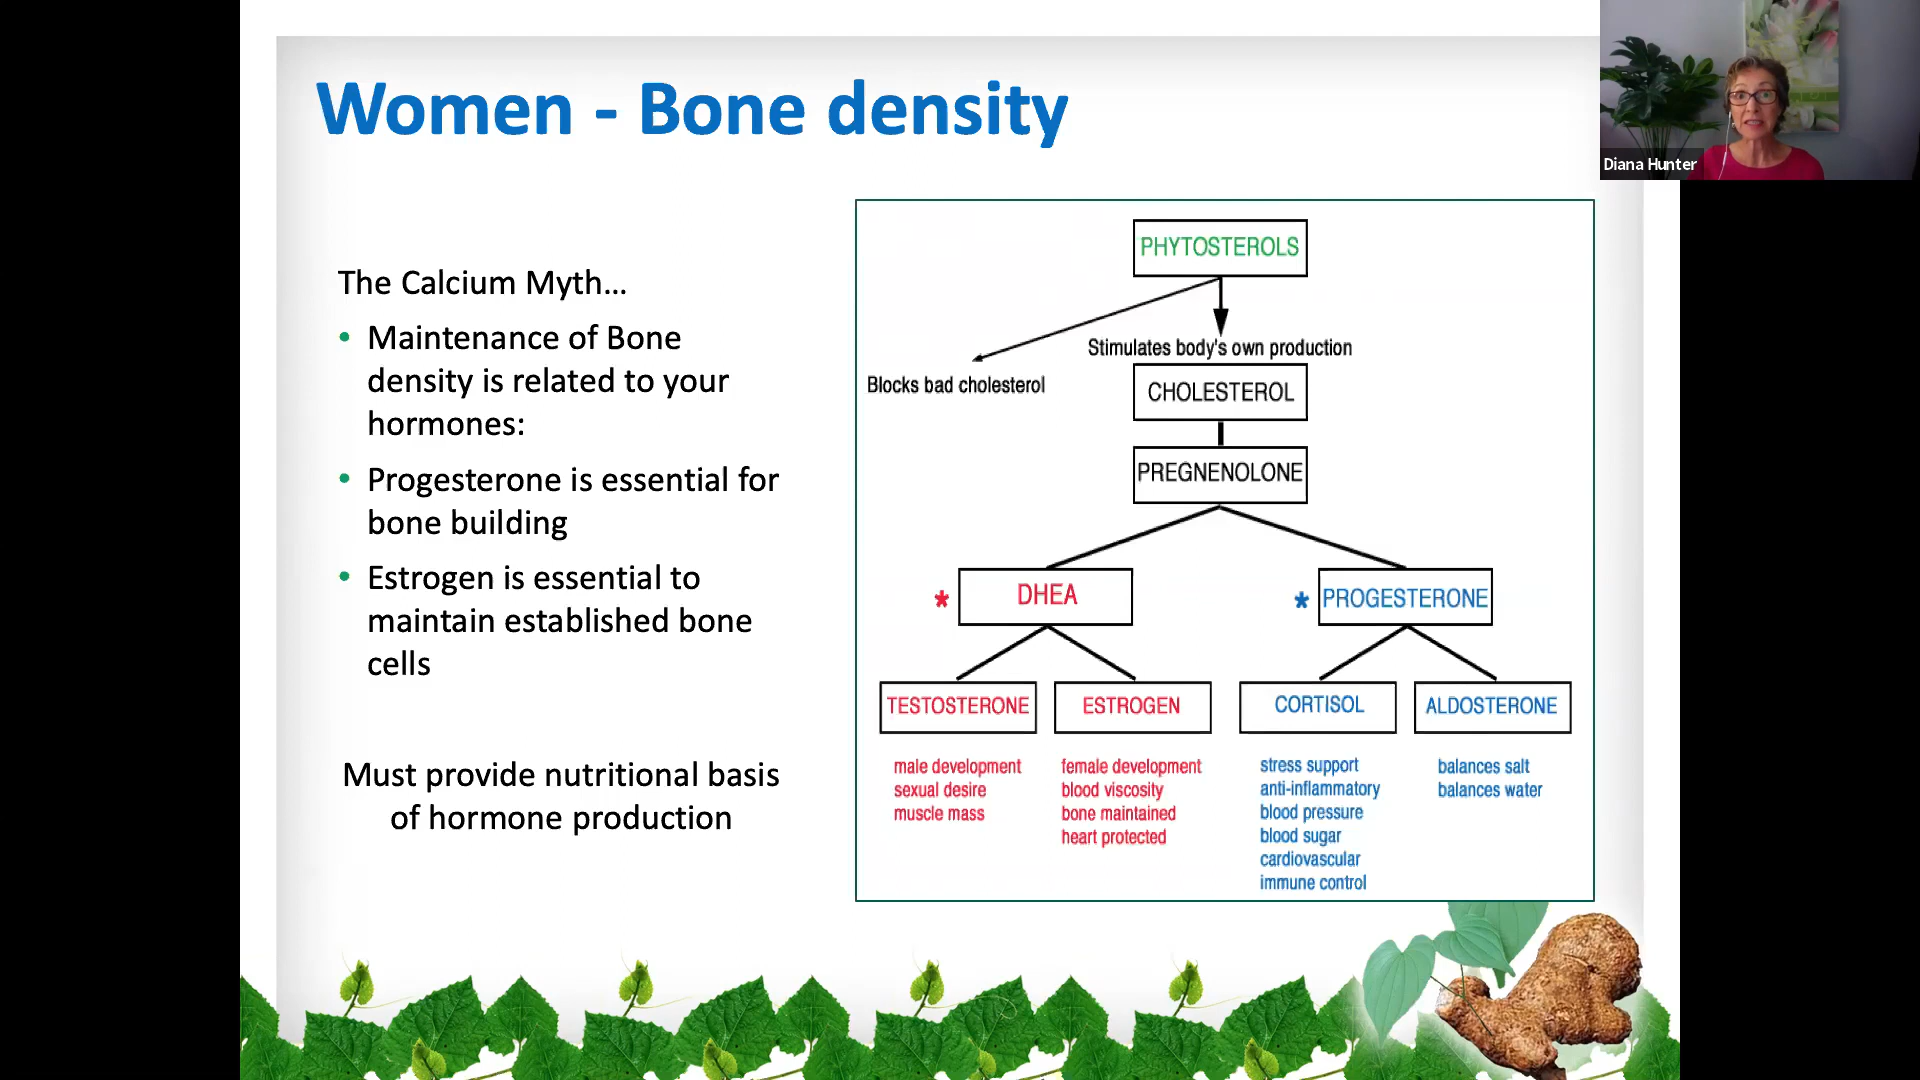 Women - Bone density
Diana Hunter
The Calcium Myth...
• Maintenance of Bone
density is related to your
hormones:
• Progesterone is essential for
bone building
• Estrogen is essential to
maintain established bone
cells
Must provide nutritional basis
of hormone production
PHYTOSTEROLS
Stimulates body's own production
Blocks bad cholesterol
CHOLESTEROL
PREGNENOLONE
* DHEA
* PROGESTERONE
TESTOSTERONE
ESTROGEN
CORTISOL
ALDOSTERONE
male development
sexual desire
muscle mass
female development
blood viscosity
bone maintained
heart protected
stress support
anti-inflammatory
blood pressure
blood sugar
cardiovascular
immune control
balances salt
balances water